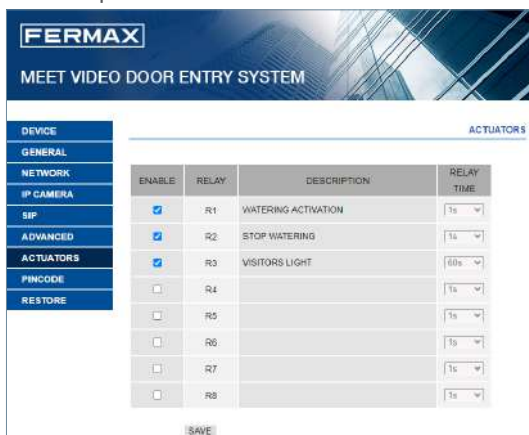 FERMAX
MEET VIDEO DOOR ENTRY SYSTEM
DEVICE
GENERAL
NETWORK
IP CAMERA
SIP
ADVANCED
ACTUATORS
PINCODE
RESTORE
ACTUATORS
ENABLE RELAY DESCRIPTION RELAY TIME
R1 WATERING ACTIVATION 1s
R2 STOP WATERING 1s
R3 VISITORS LIGHT 60s
R4 1s
R5 1s
R6 1s
R7 1s
R8 1s
SAVE